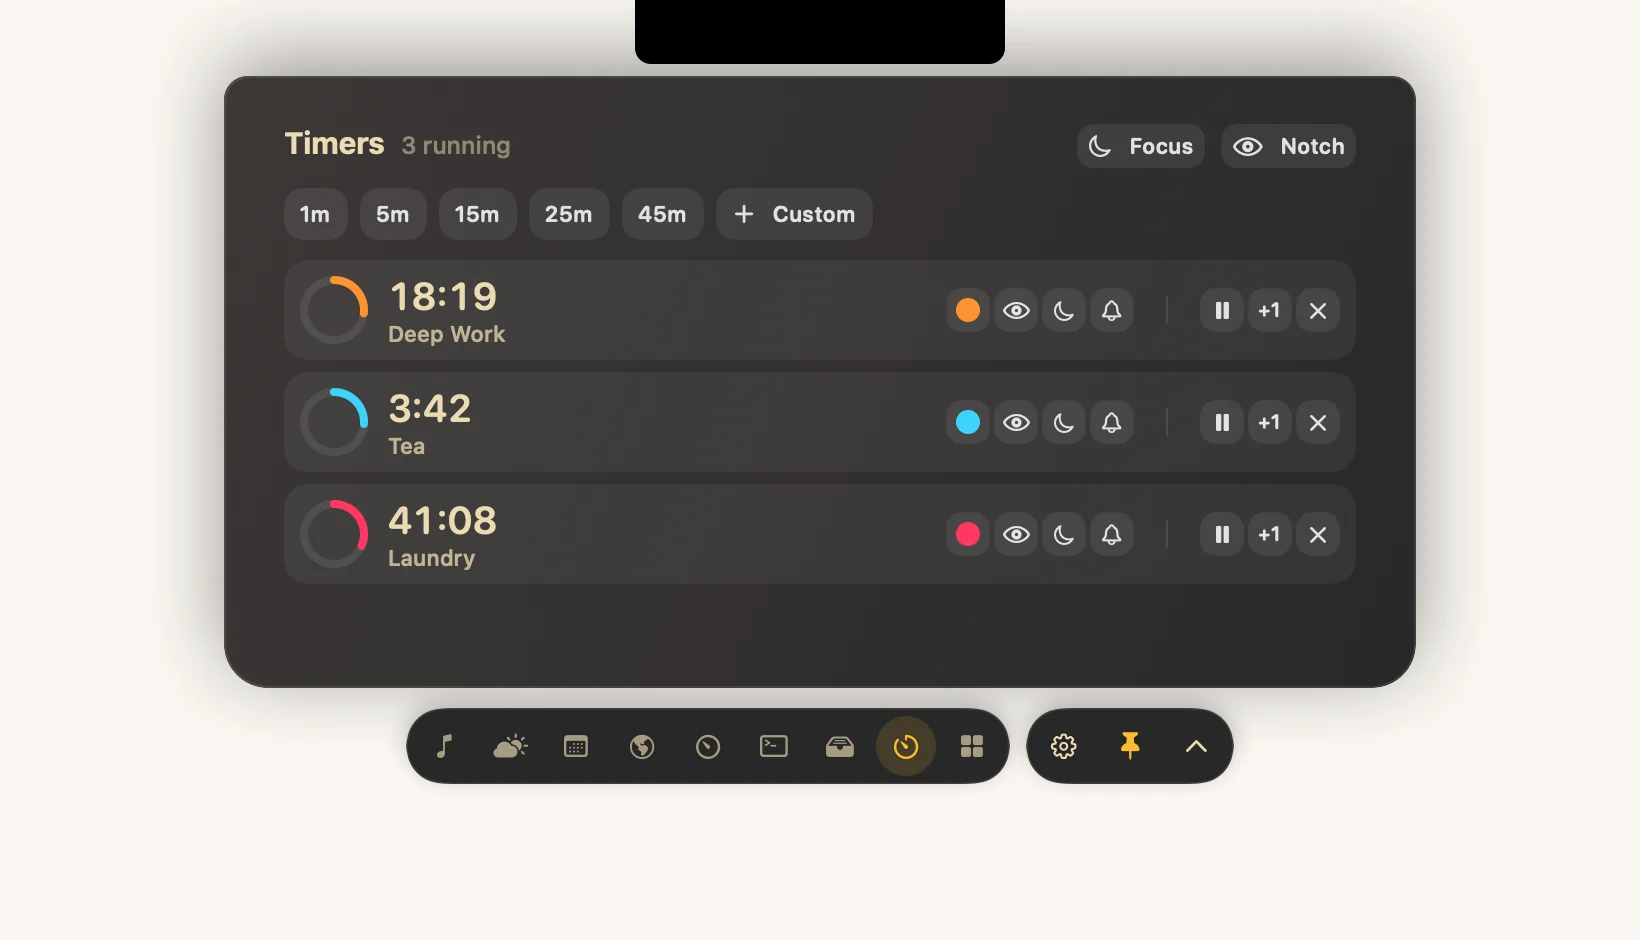 Timers 3 running
Focus
Notch
1m 5m 15m 25m 45m + Custom
18:19
Deep Work
+1
3:42
Tea
+1
41:08
Laundry
+1